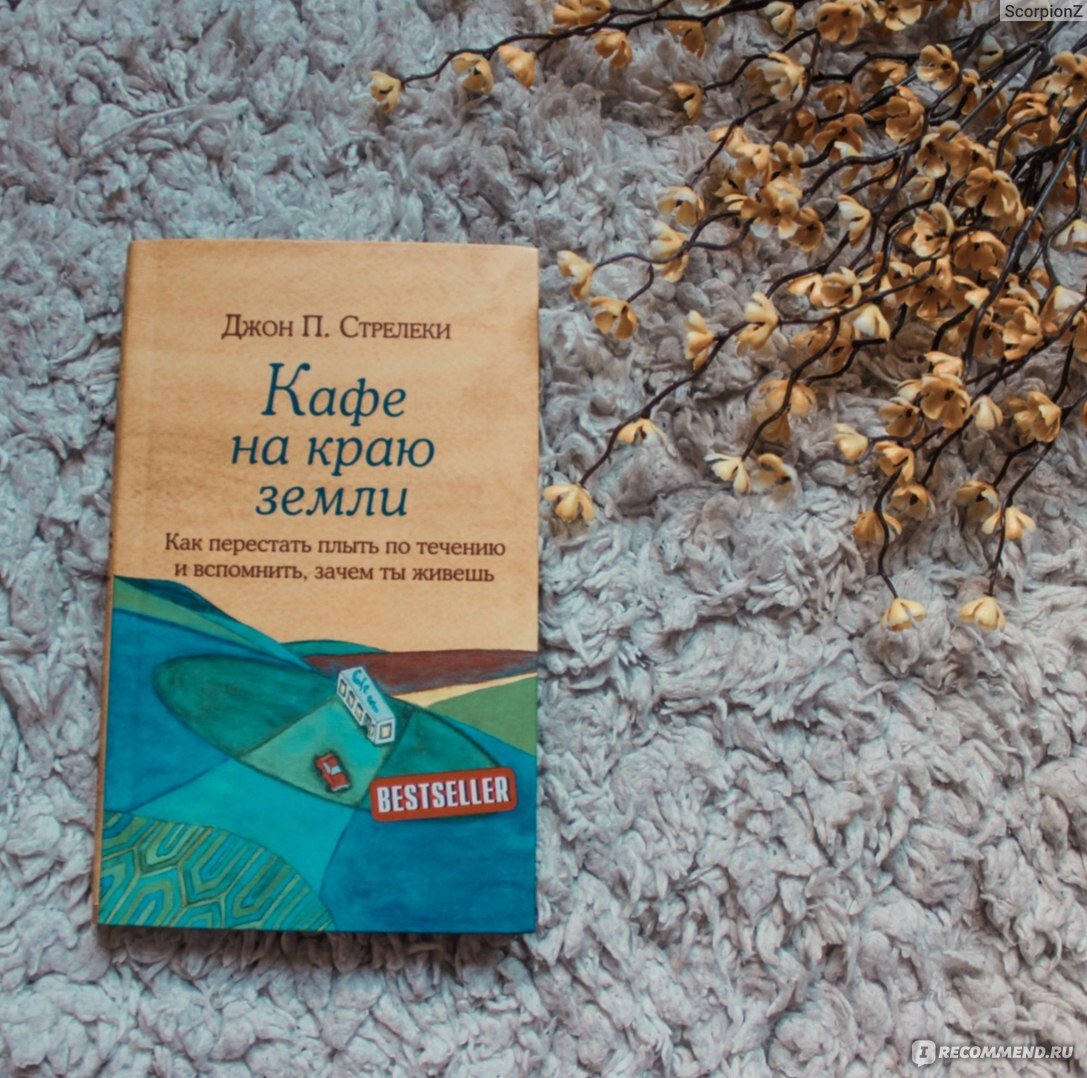 ScorpionZ
Джон П. Стрелеки
Кафе
на краю
земли
Как перестать плыть по течению
и вспомнить, зачем ты живешь
BESTSELLER
I RECOMMEND.RU